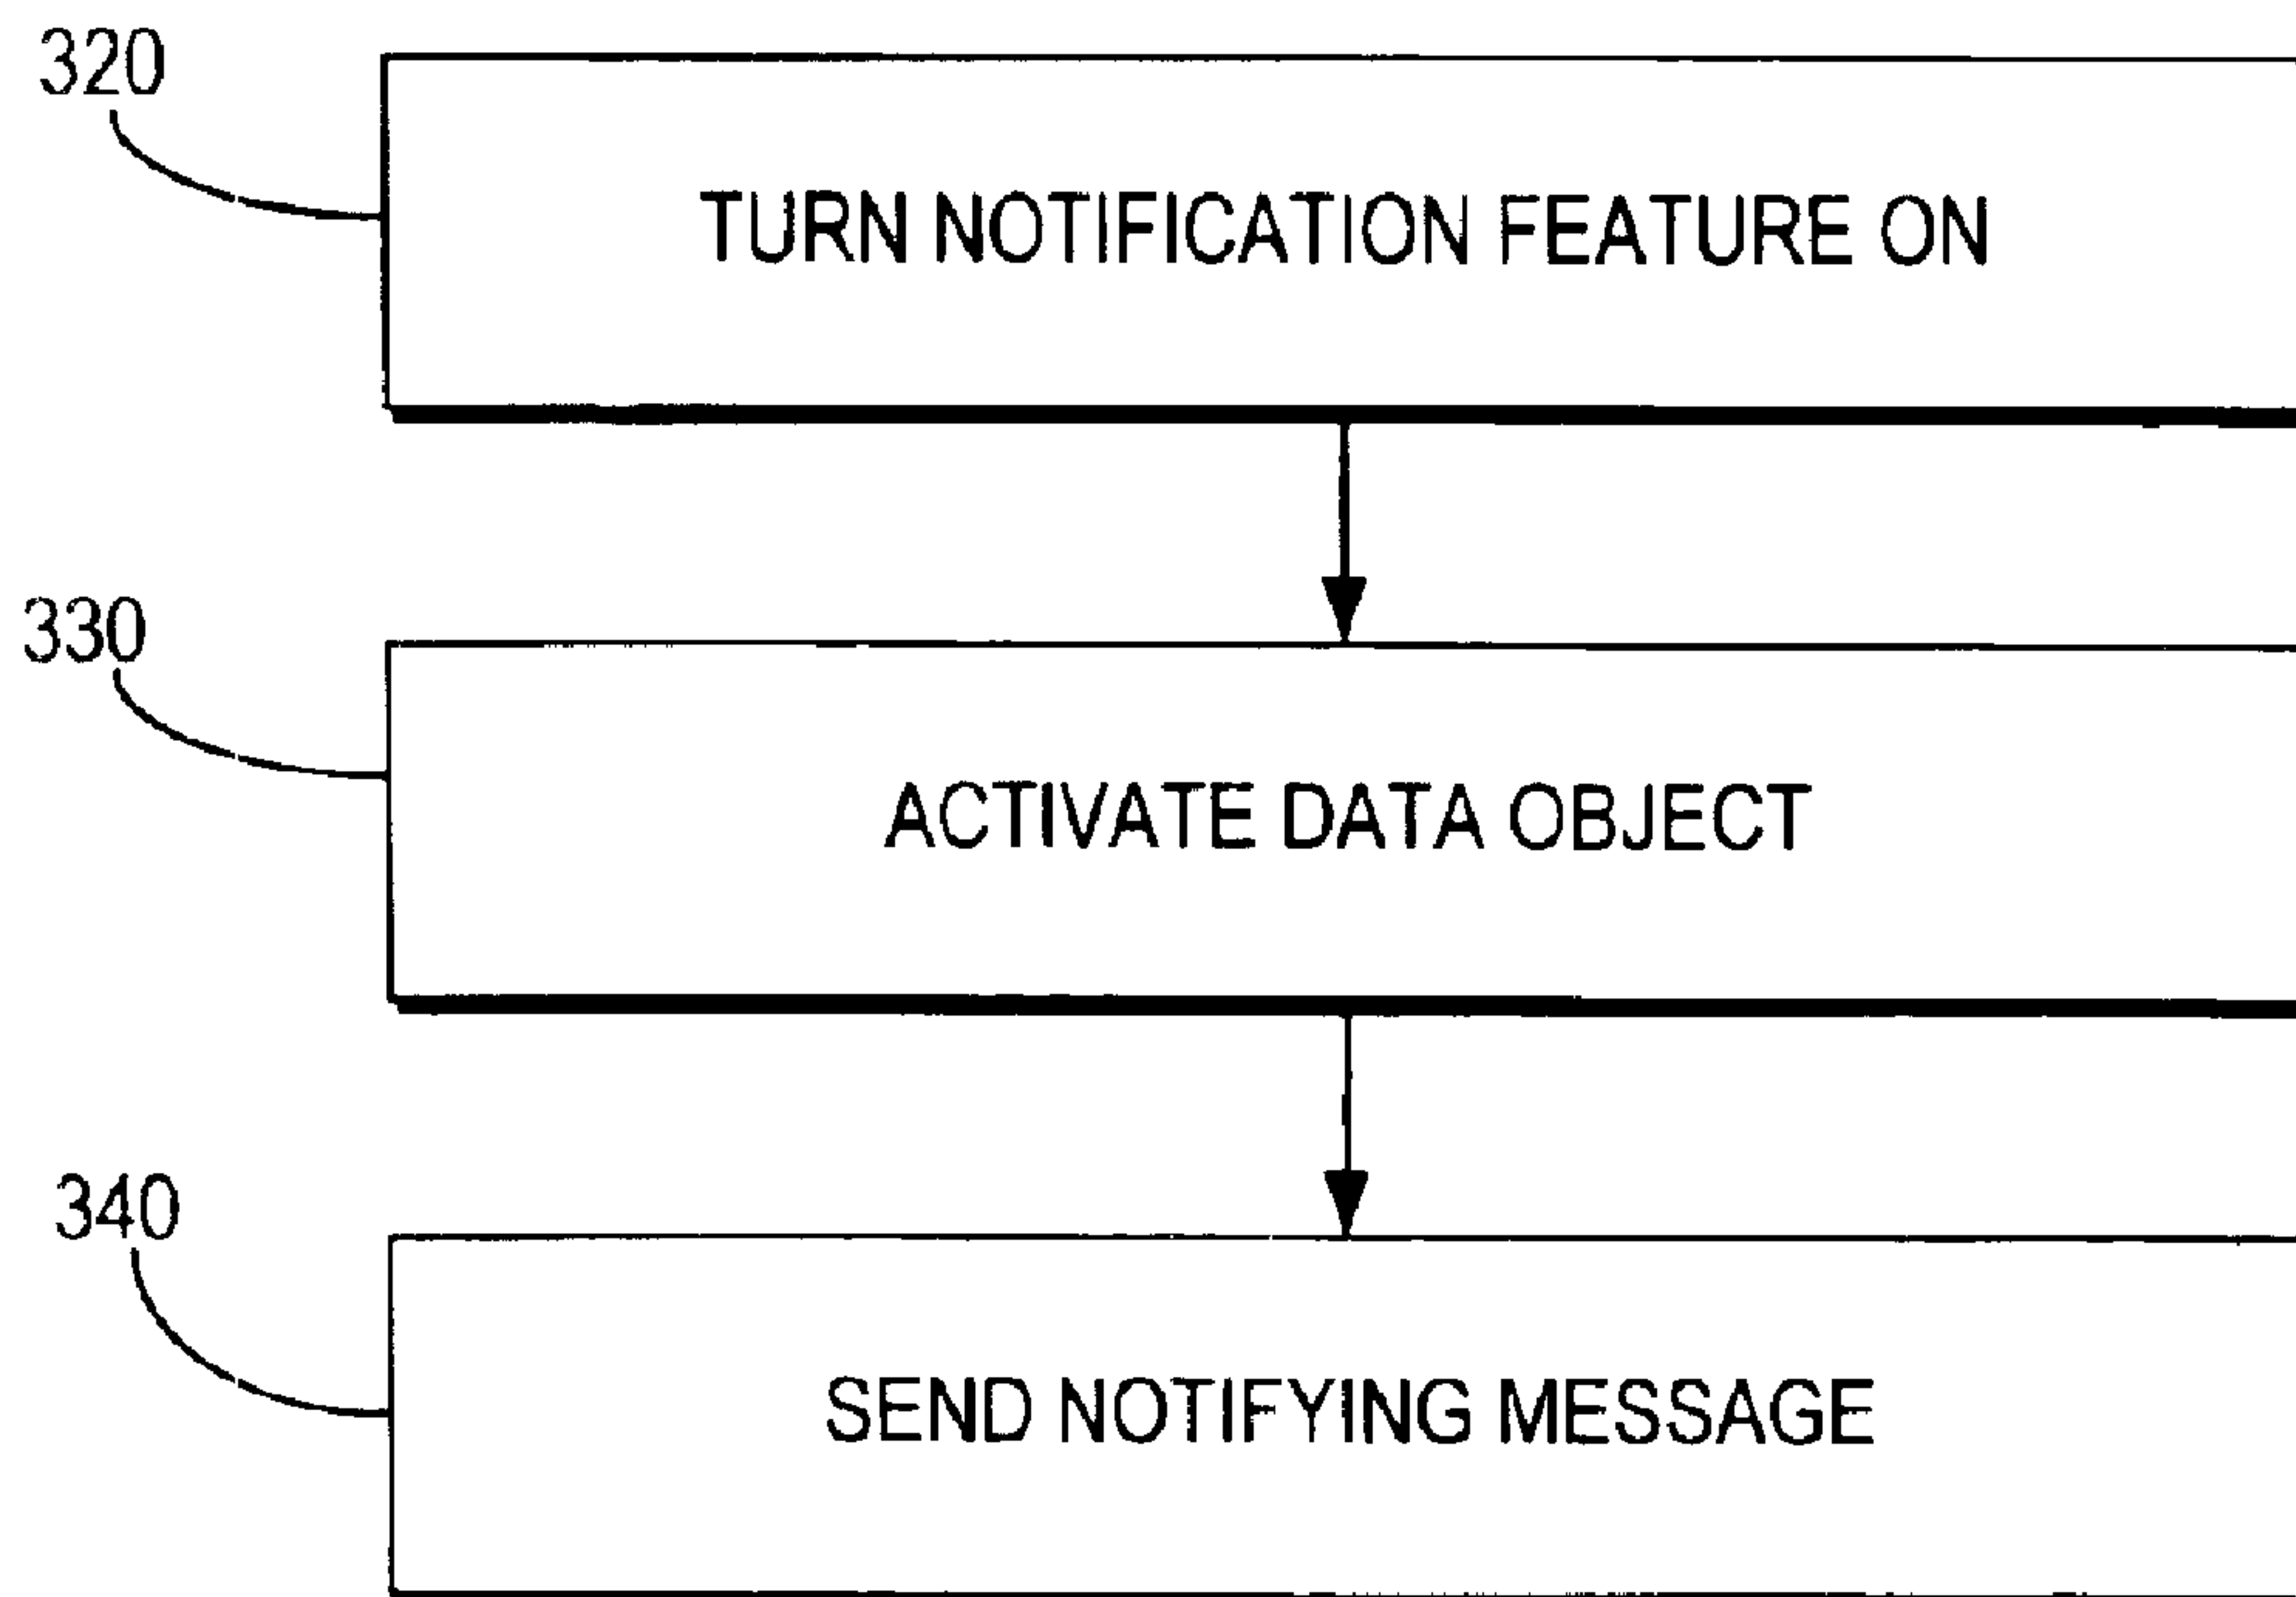 320
TURN NOTIFICATION FEATURE ON
330
ACTIVATE DATA OBJECT
340
SEND NOTIFYING MESSAGE